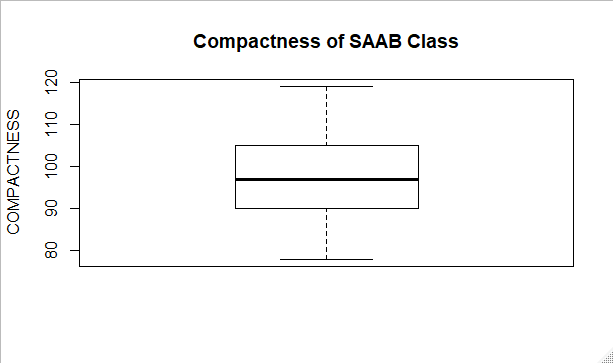 Compactness of SAAB Class
COMPACTNESS
120
110
100
90
80